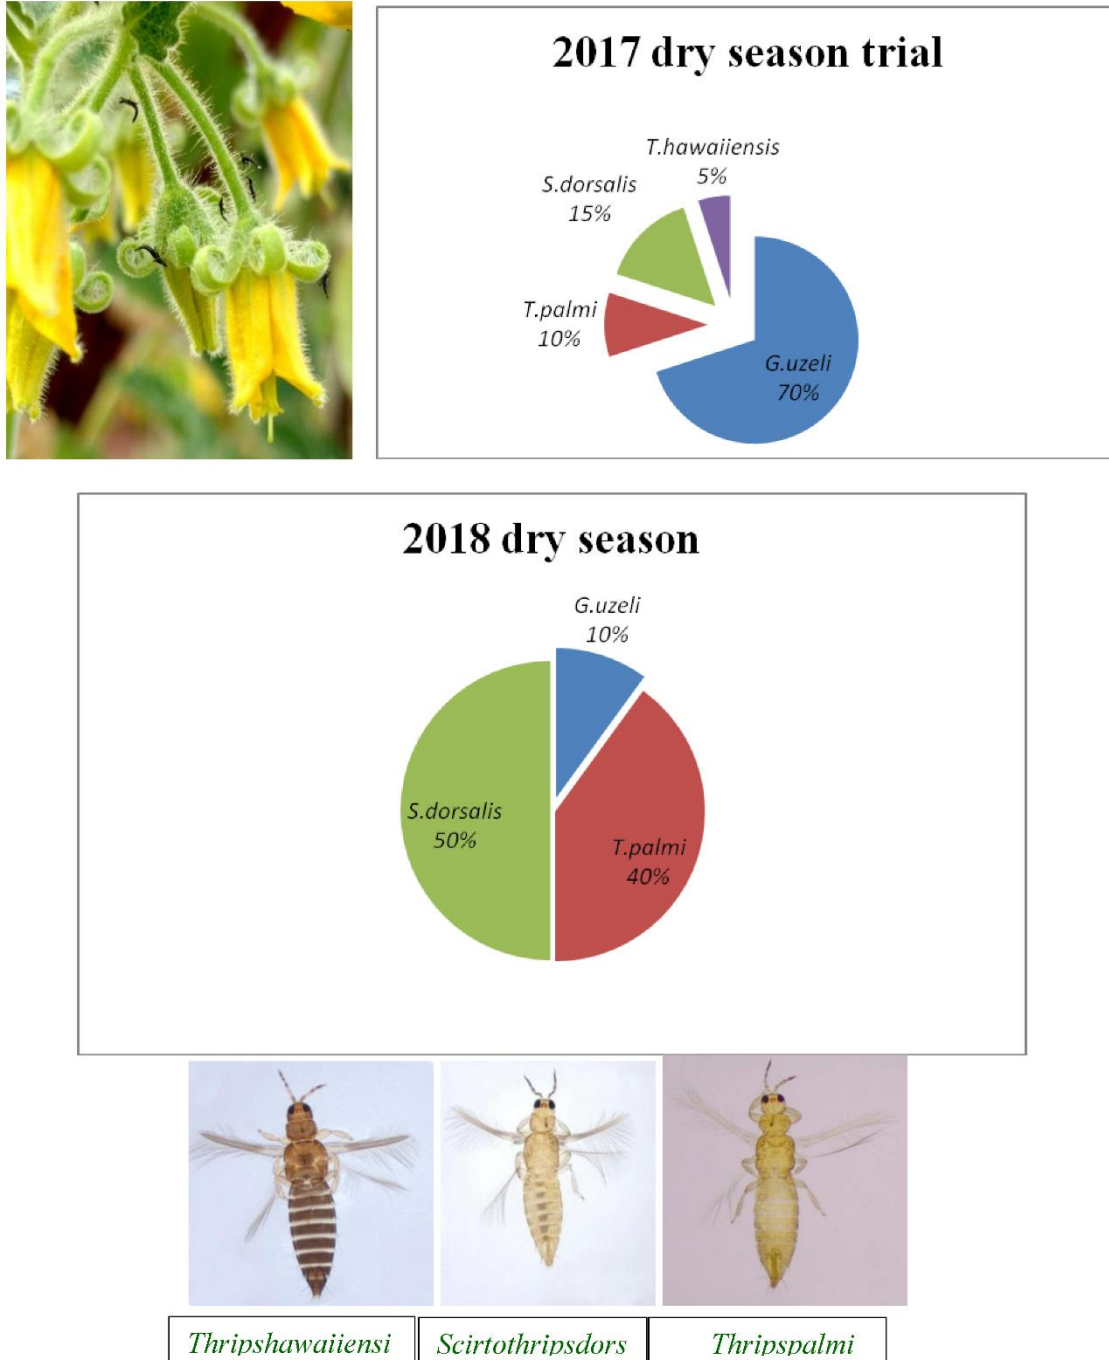 2017 dry season trial
T.hawaiiensis
5%
S.dorsalis
15%
T.palmi
10%
G.uzeli
70%
2018 dry season
G.uzeli
10%
S.dorsalis
50%
T.palmi
40%
Thripshawaiiensi
Scirtothripsdors
Thripspalmi